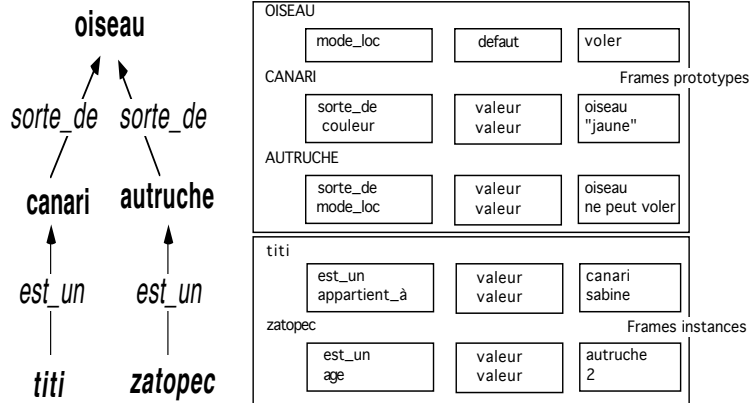 oiseau
sorte_de sorte_de
canari autruche
est_un est_un
titi zatopec
OISEAU
mode_loc defaut voler
CANARI Frames prototypes
sorte_de valeur oiseau
couleur valeur "jaune"
AUTRUCHE
sorte_de valeur oiseau
mode_loc valeur ne peut voler
titi
est_un valeur canari
appartient_à valeur sabine
zatopec Frames instances
est_un valeur autruche
age valeur 2